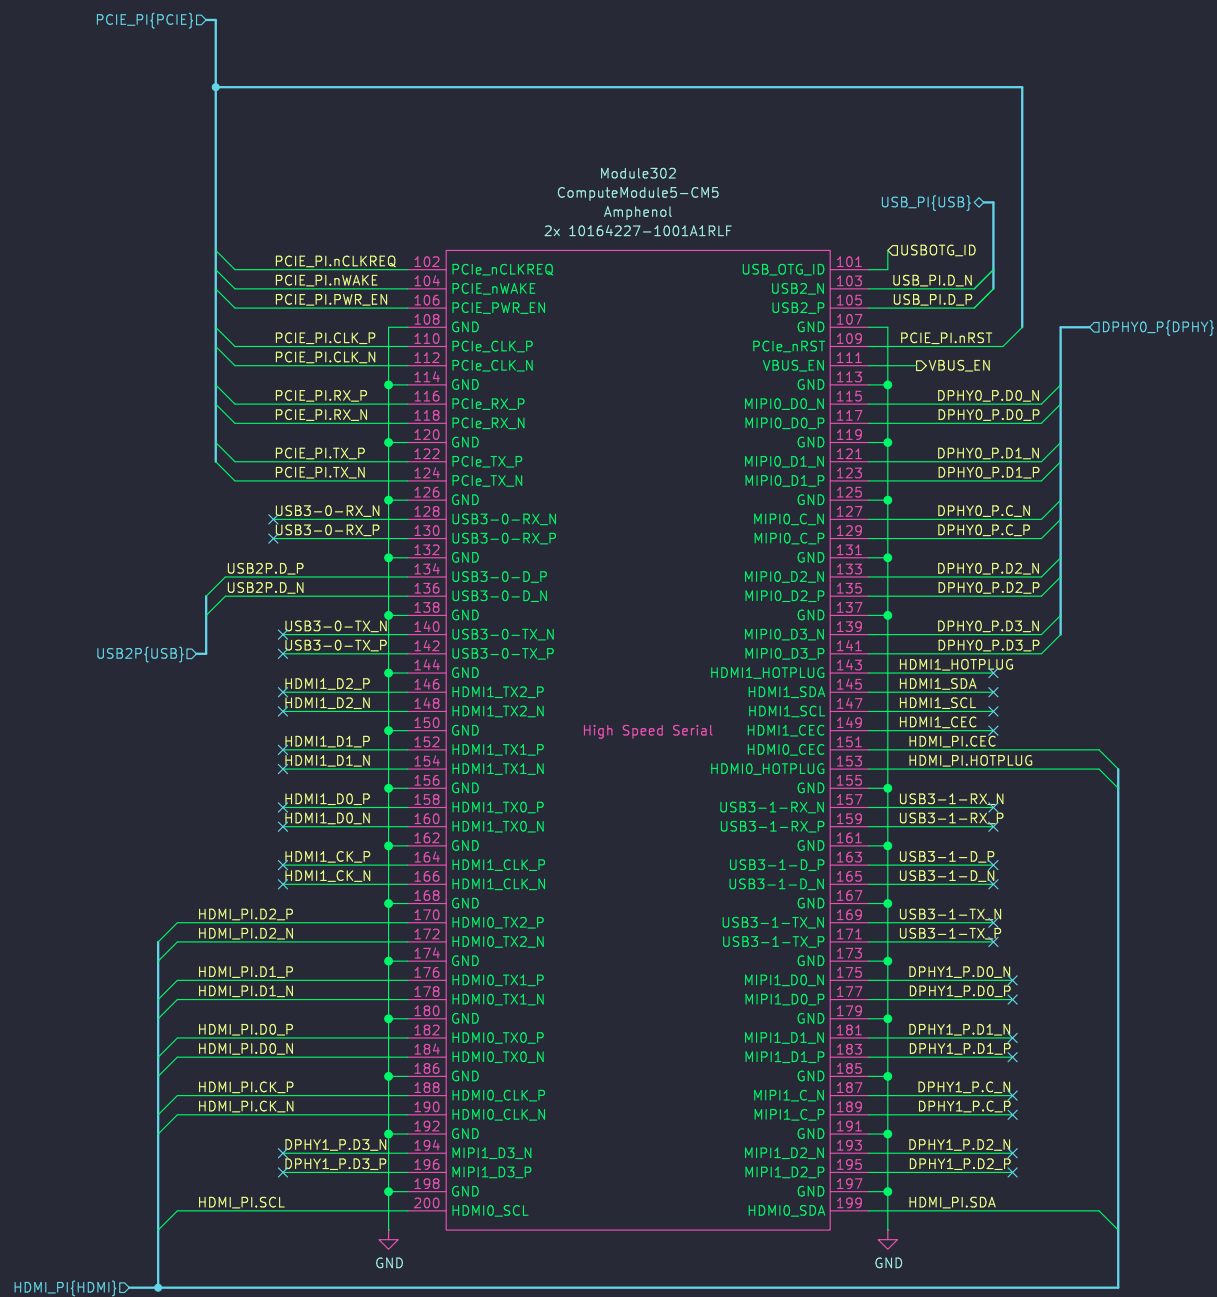 PCIE_PI{PCIE}
Module302
ComputeModule5-CM5
Amphenol
2x 10164227-1001A1RLF
USB_PI{USB}
USBOTG_ID
PCIE_PI.nCLKREQ 102 PCIe_nCLKREQ USB_OTG_ID 101
PCIE_PI.nWAKE 104 PCIe_nWAKE USB2_N 103 USB_PI.D_N
PCIE_PI.PWR_EN 106 PCIE_PWR_EN USB2_P 105 USB_PI.D_P
108 GND GND 107
DPHY0_P{DPHY}
PCIE_PI.CLK_P 110 PCIe_CLK_P PCIe_nRST 109 PCIE_PI.nRST
PCIE_PI.CLK_N 112 PCIe_CLK_N VBUS_EN 111 VBUS_EN
114 GND GND 113
PCIE_PI.RX_P 116 PCIe_RX_P MIPI0_D0_N 115 DPHY0_P.D0_N
PCIE_PI.RX_N 118 PCIe_RX_N MIPI0_D0_P 117 DPHY0_P.D0_P
120 GND GND 119
PCIE_PI.TX_P 122 PCIe_TX_P MIPI0_D1_N 121 DPHY0_P.D1_N
PCIE_PI.TX_N 124 PCIe_TX_N MIPI0_D1_P 123 DPHY0_P.D1_P
126 GND GND 125
USB3-0-RX_N 128 USB3-0-RX_N MIPI0_C_N 127 DPHY0_P.C_N
USB3-0-RX_P 130 USB3-0-RX_P MIPI0_C_P 129 DPHY0_P.C_P
132 GND GND 131
USB2P.D_P 134 USB3-0-D_P MIPI0_D2_N 133 DPHY0_P.D2_N
USB2P.D_N 136 USB3-0-D_N MIPI0_D2_P 135 DPHY0_P.D2_P
138 GND GND 137
USB3-0-TX_N 140 USB3-0-TX_N MIPI0_D3_N 139 DPHY0_P.D3_N
USB2P{USB}
USB3-0-TX_P 142 USB3-0-TX_P MIPI0_D3_P 141 DPHY0_P.D3_P
144 GND HDMI1_HOTPLUG 143 HDMI1_HOTPLUG
HDMI1_D2_P 146 HDMI1_TX2_P HDMI1_SDA 145 HDMI1_SDA
HDMI1_D2_N 148 HDMI1_TX2_N HDMI1_SCL 147 HDMI1_SCL
150 GND High Speed Serial HDMI1_CEC 149 HDMI1_CEC
HDMI1_D1_P 152 HDMI1_TX1_P HDMI0_CEC 151 HDMI_PI.CEC
HDMI1_D1_N 154 HDMI1_TX1_N HDMI0_HOTPLUG 153 HDMI_PI.HOTPLUG
156 GND GND 155
HDMI1_D0_P 158 HDMI1_TX0_P USB3-1-RX_N 157 USB3-1-RX_N
HDMI1_D0_N 160 HDMI1_TX0_N USB3-1-RX_P 159 USB3-1-RX_P
162 GND GND 161
HDMI1_CK_P 164 HDMI1_CLK_P USB3-1-D_P 163 USB3-1-D_P
HDMI1_CK_N 166 HDMI1_CLK_N USB3-1-D_N 165 USB3-1-D_N
168 GND GND 167
HDMI_PI.D2_P 170 HDMI0_TX2_P USB3-1-TX_N 169 USB3-1-TX_N
HDMI_PI.D2_N 172 HDMI0_TX2_N USB3-1-TX_P 171 USB3-1-TX_P
174 GND GND 173
HDMI_PI.D1_P 176 HDMI0_TX1_P MIPI1_D0_N 175 DPHY1_P.D0_N
HDMI_PI.D1_N 178 HDMI0_TX1_N MIPI1_D0_P 177 DPHY1_P.D0_P
180 GND GND 179
HDMI_PI.D0_P 182 HDMI0_TX0_P MIPI1_D1_N 181 DPHY1_P.D1_N
HDMI_PI.D0_N 184 HDMI0_TX0_N MIPI1_D1_P 183 DPHY1_P.D1_P
186 GND GND 185
HDMI_PI.CK_P 188 HDMI0_CLK_P MIPI1_C_N 187 DPHY1_P.C_N
HDMI_PI.CK_N 190 HDMI0_CLK_N MIPI1_C_P 189 DPHY1_P.C_P
192 GND GND 191
DPHY1_P.D3_N 194 MIPI1_D3_N MIPI1_D2_N 193 DPHY1_P.D2_N
DPHY1_P.D3_P 196 MIPI1_D3_P MIPI1_D2_P 195 DPHY1_P.D2_P
198 GND GND 197
HDMI_PI.SCL 200 HDMI0_SCL HDMI0_SDA 199 HDMI_PI.SDA
GND GND
HDMI_PI{HDMI}